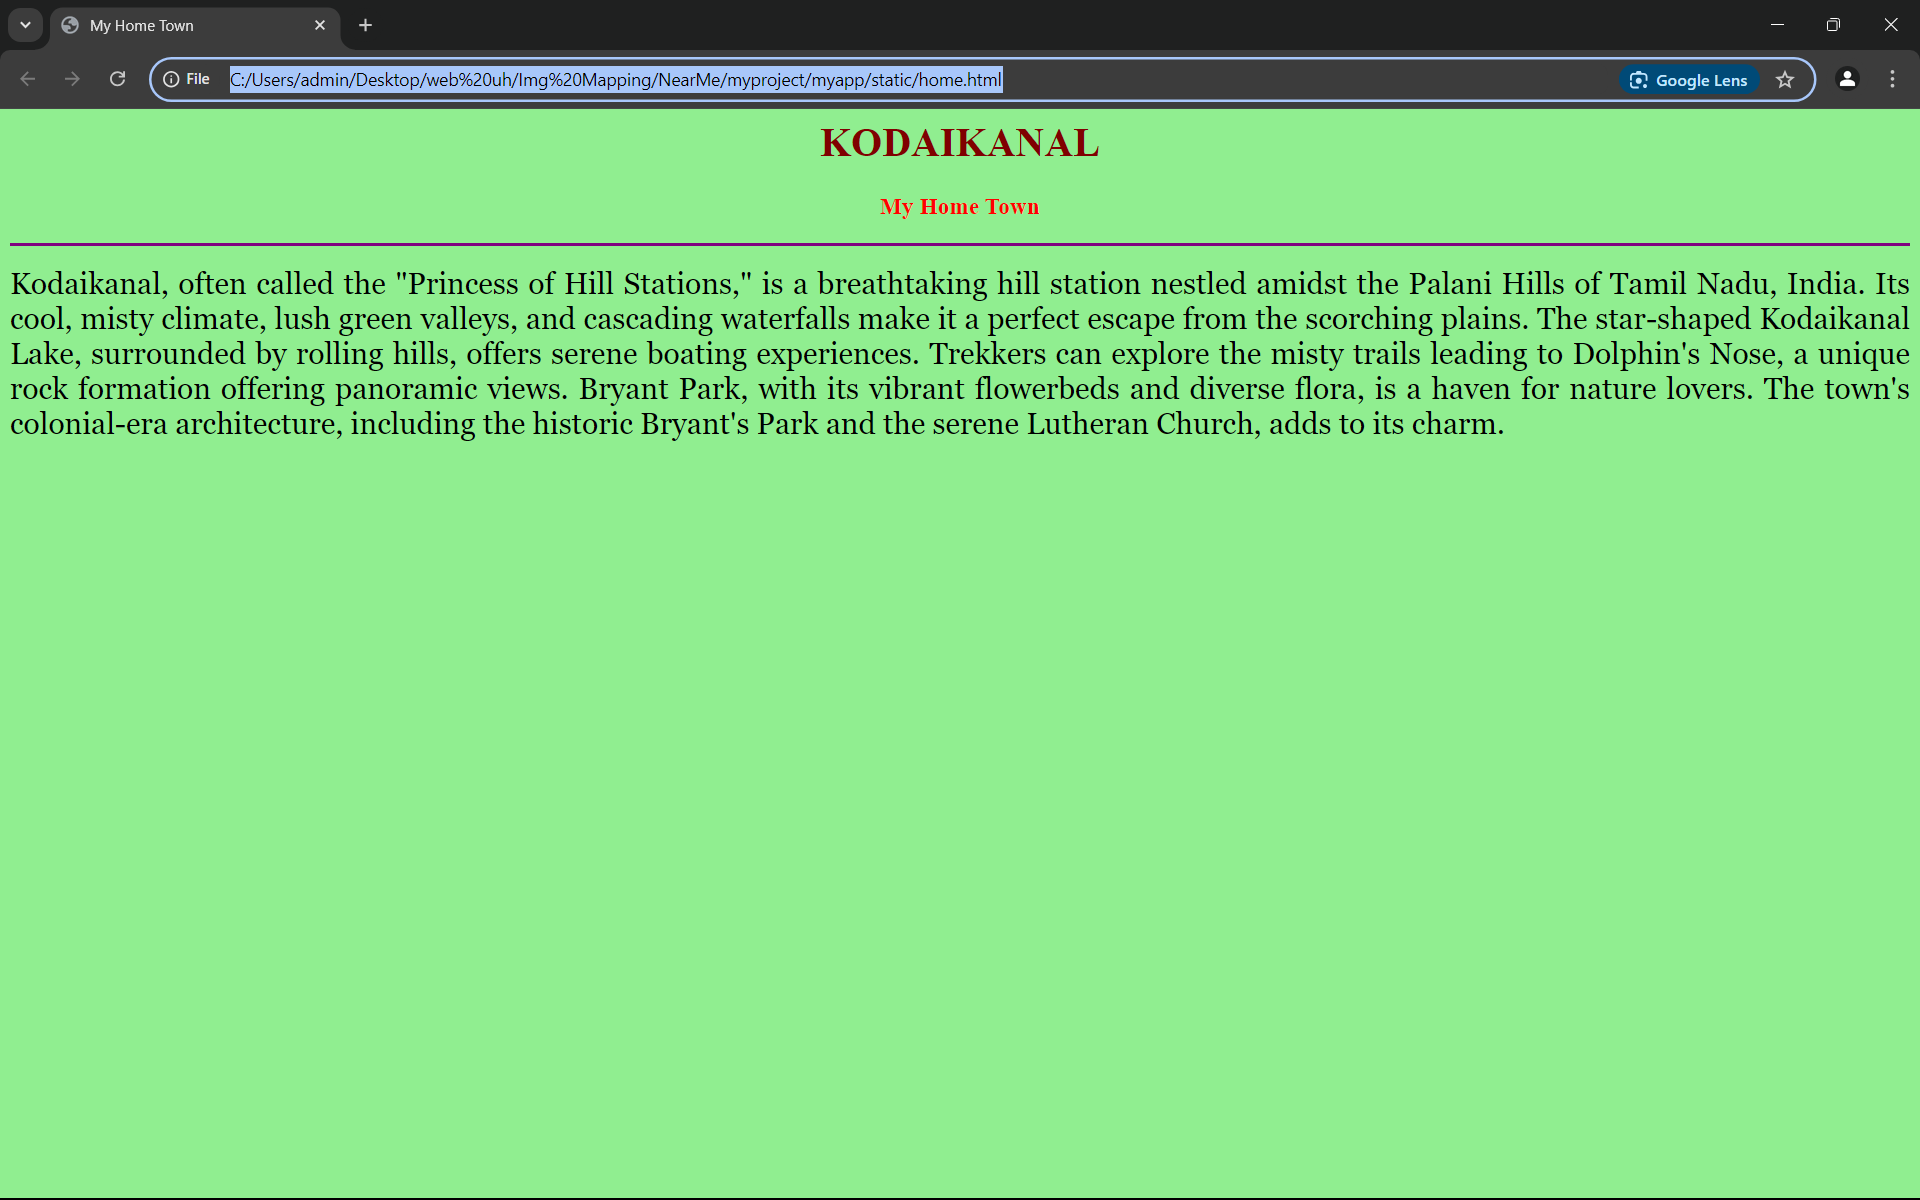 My Home Town
File C:/Users/admin/Desktop/web%20uh/Img%20Mapping/NearMe/myproject/myapp/static/home.html Google Lens
KODAIKANAL
My Home Town
Kodaikanal, often called the "Princess of Hill Stations," is a breathtaking hill station nestled amidst the Palani Hills of Tamil Nadu, India. Its
cool, misty climate, lush green valleys, and cascading waterfalls make it a perfect escape from the scorching plains. The star-shaped Kodaikanal
Lake, surrounded by rolling hills, offers serene boating experiences. Trekkers can explore the misty trails leading to Dolphin's Nose, a unique
rock formation offering panoramic views. Bryant Park, with its vibrant flowerbeds and diverse flora, is a haven for nature lovers. The town's
colonial-era architecture, including the historic Bryant's Park and the serene Lutheran Church, adds to its charm.